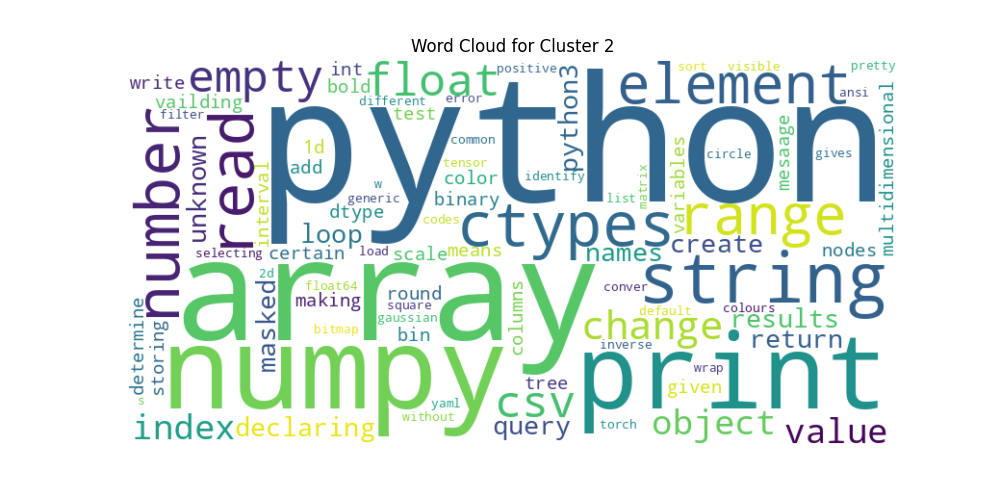 Word Cloud for Cluster 2
write
empty
int
float
positive
python3
element
sort
visible
pretty
vailding
bold
different
error
ansi
filter
test
number
read
python
common
1d
add
tensor
color
identify
circle
gives
mesaage
multidimensional
unknown
interval
w
generic
binary
list
matrix
variables
dtype
codes
loop
ctypes
range
names
create
nodes
selecting
certain
load
scale
means
array
2d
float64
making
round
square
gaussian
masked
bitmap
bin
columns
string
conver
default
colours
change
results
inverse
return
determine
storing
numpy
print
wrap
tree
given
s
yaml
csv
without
index
declaring
query
torch
object
value